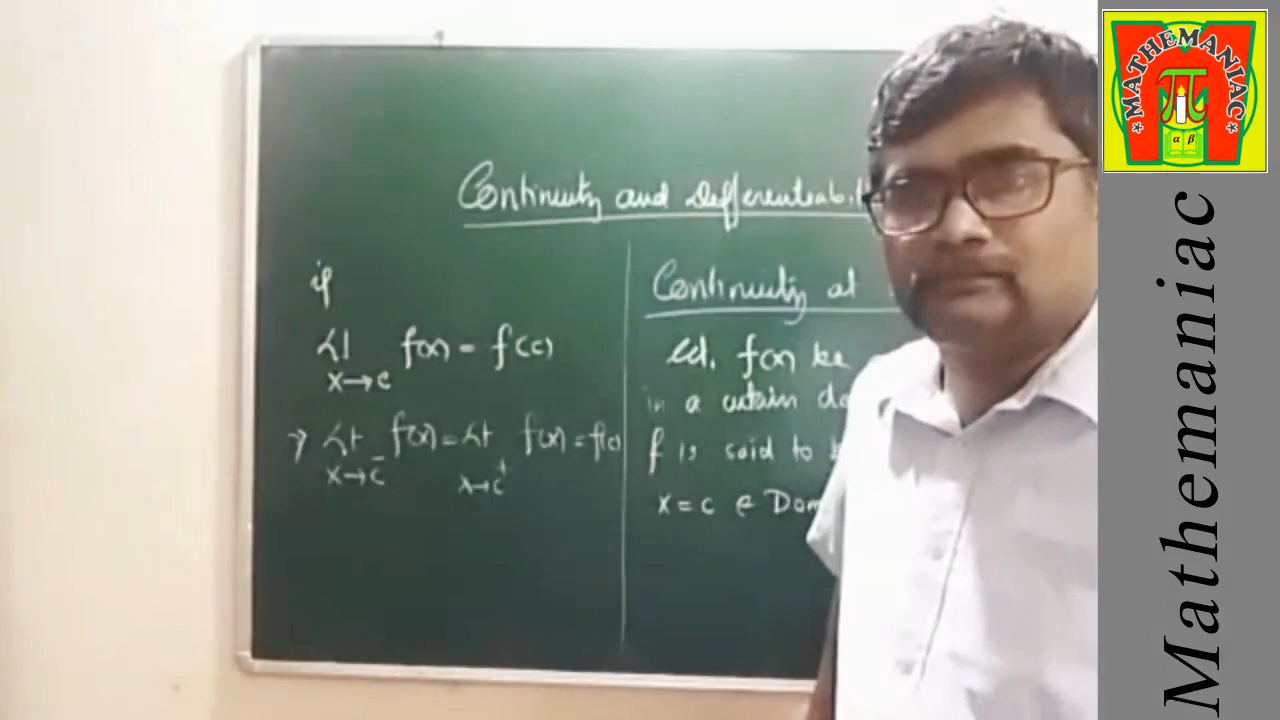 Continuity and Differentiabil
if
Lt f(x) = f(c)
x→c
⇒ Lt f(x) = Lt f(x) = f(c)
x→c⁻ x→c⁺
Continuity at
Let f(x) be
in a certain do
f is said to b
x = c ∈ Dom
MATHEMANIAC
π
α β
Mathemaniac